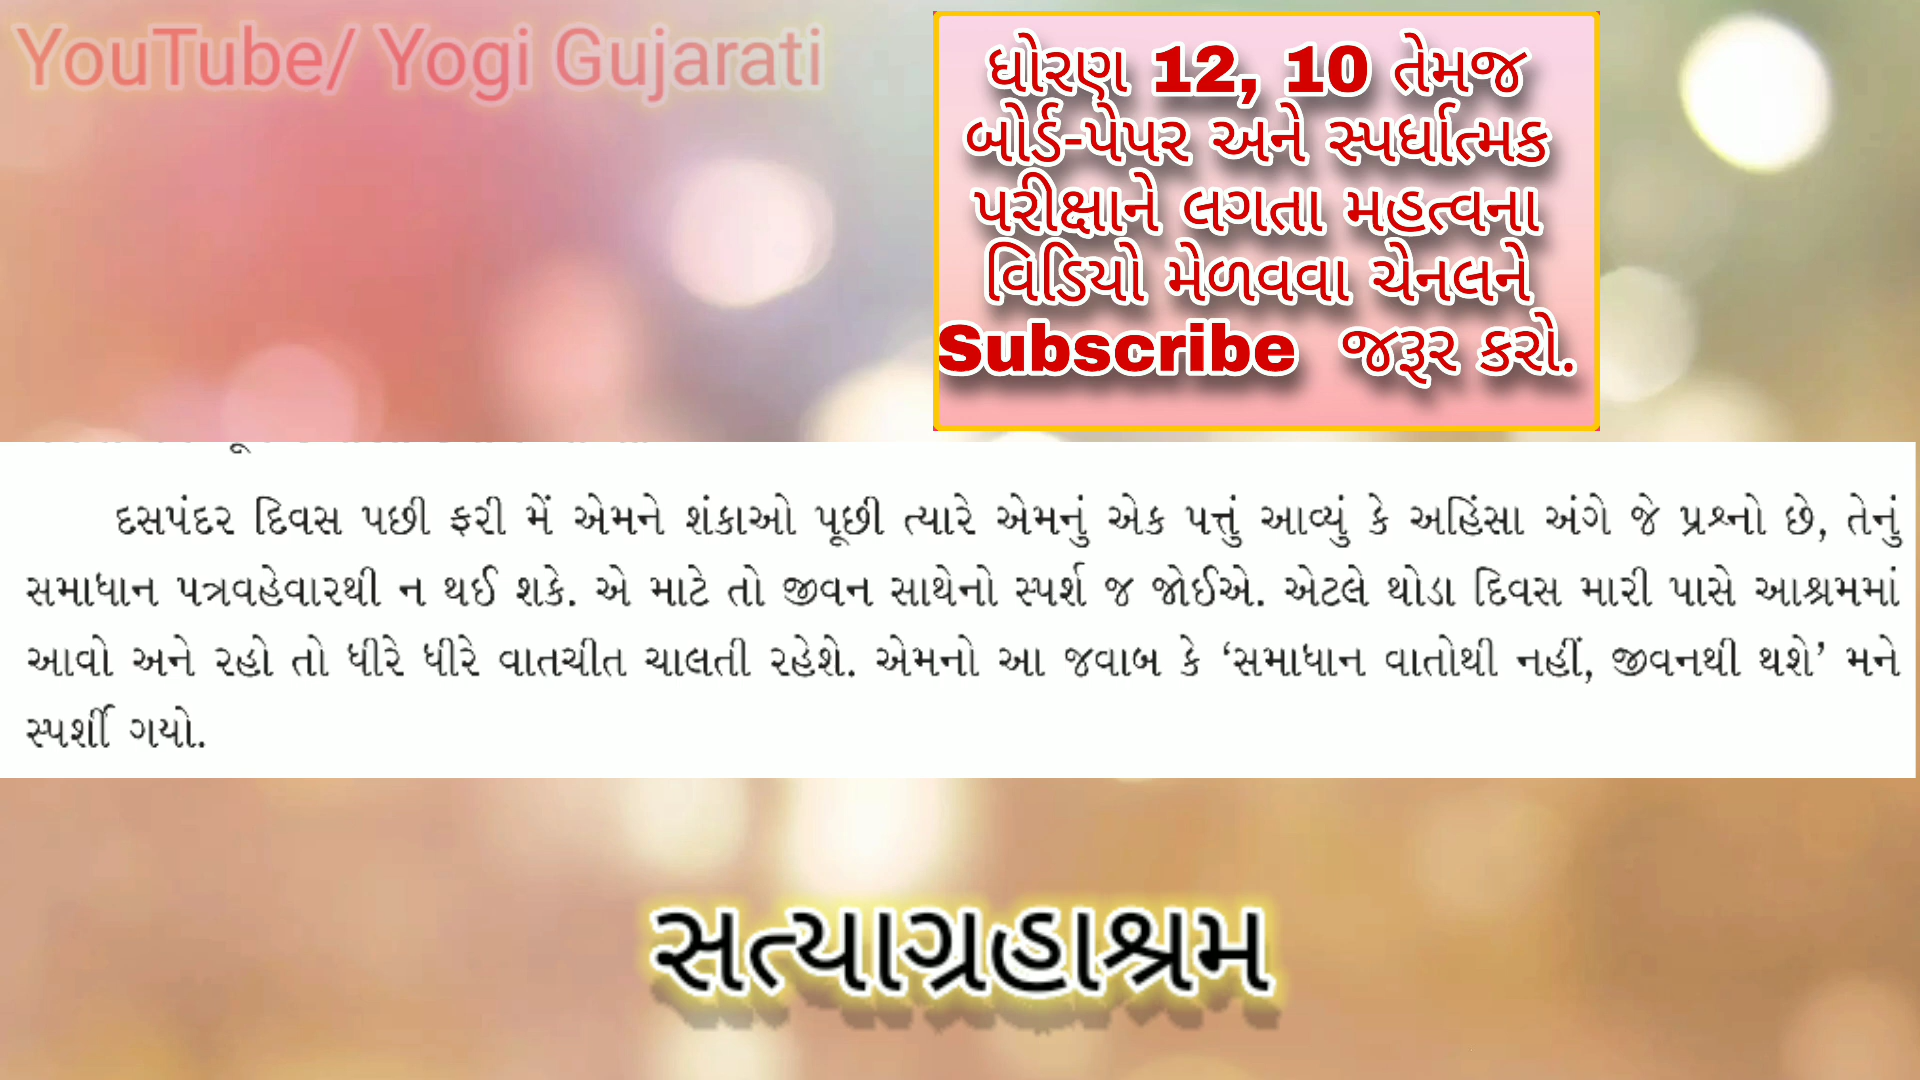 YouTube/ Yogi Gujarati
ધોરણ 12, 10 તેમજ
બોર્ડ-પેપર અને સ્પર્ધાત્મક
પરીક્ષાને લગતા મહત્વના
વિડિયો મેળવવા ચેનલને
Subscribe જરૂર કરો.
દસપંદર દિવસ પછી ફરી મેં એમને શંકાઓ પૂછી ત્યારે એમનું એક પત્તું આવ્યું કે અહિંસા અંગે જે પ્રશ્નો છે, તેનું
સમાધાન પત્રવહેવારથી ન થઈ શકે. એ માટે તો જીવન સાથેનો સ્પર્શ જ જોઈએ. એટલે થોડા દિવસ મારી પાસે આશ્રમમાં
આવો અને રહો તો ધીરે ધીરે વાતચીત ચાલતી રહેશે. એમનો આ જવાબ કે ‘સમાધાન વાતોથી નહીં, જીવનથી થશે’ મને
સ્પર્શી ગયો.
સત્યાગ્રહાશ્રમ